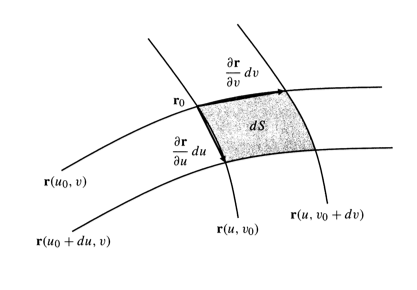 ∂r/∂v dv
r₀
dS
∂r/∂u du
r(u₀, v)
r(u, v₀ + dv)
r(u, v₀)
r(u₀ + du, v)